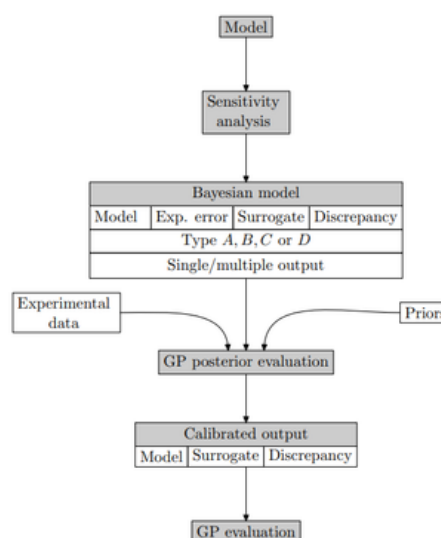 Model
Sensitivity
analysis
Bayesian model
Model Exp. error Surrogate Discrepancy
Type A, B, C or D
Single/multiple output
Experimental
data
Priors
GP posterior evaluation
Calibrated output
Model Surrogate Discrepancy
GP evaluation